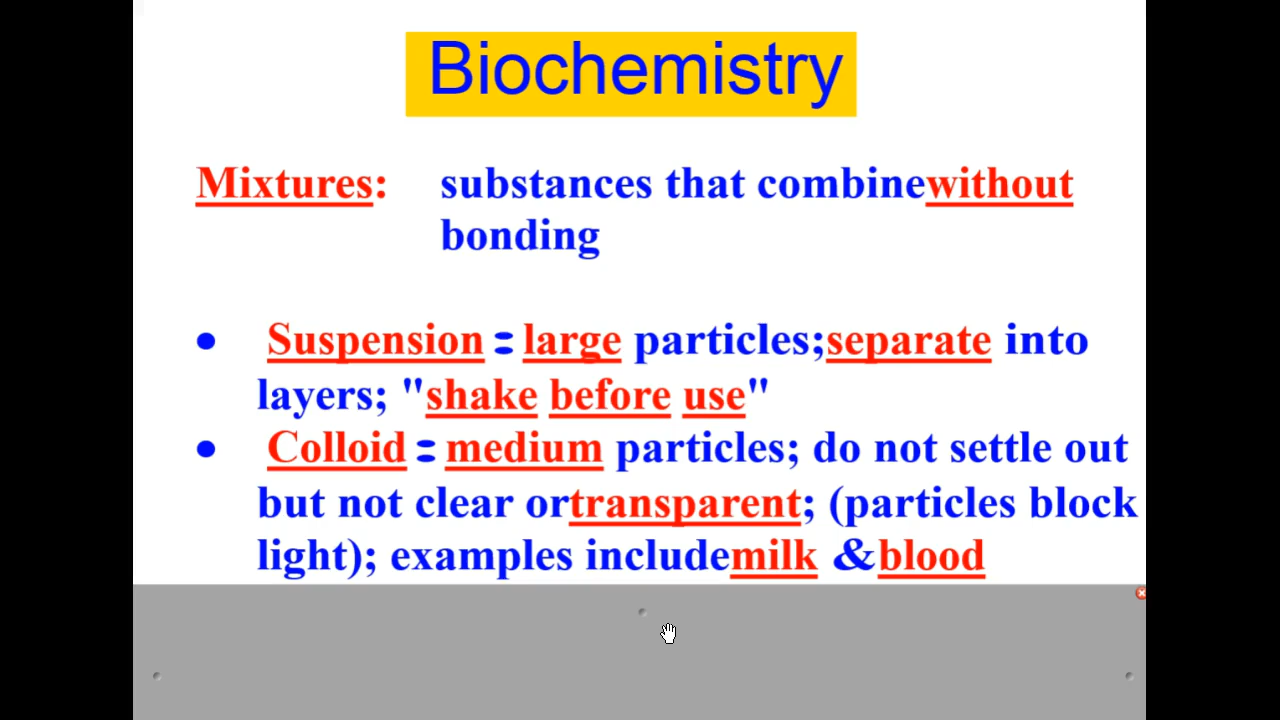 Biochemistry
Mixtures: substances that combine without
bonding
• Suspension = large particles; separate into
layers; "shake before use"
• Colloid = medium particles; do not settle out
but not clear or transparent; (particles block
light); examples include milk & blood